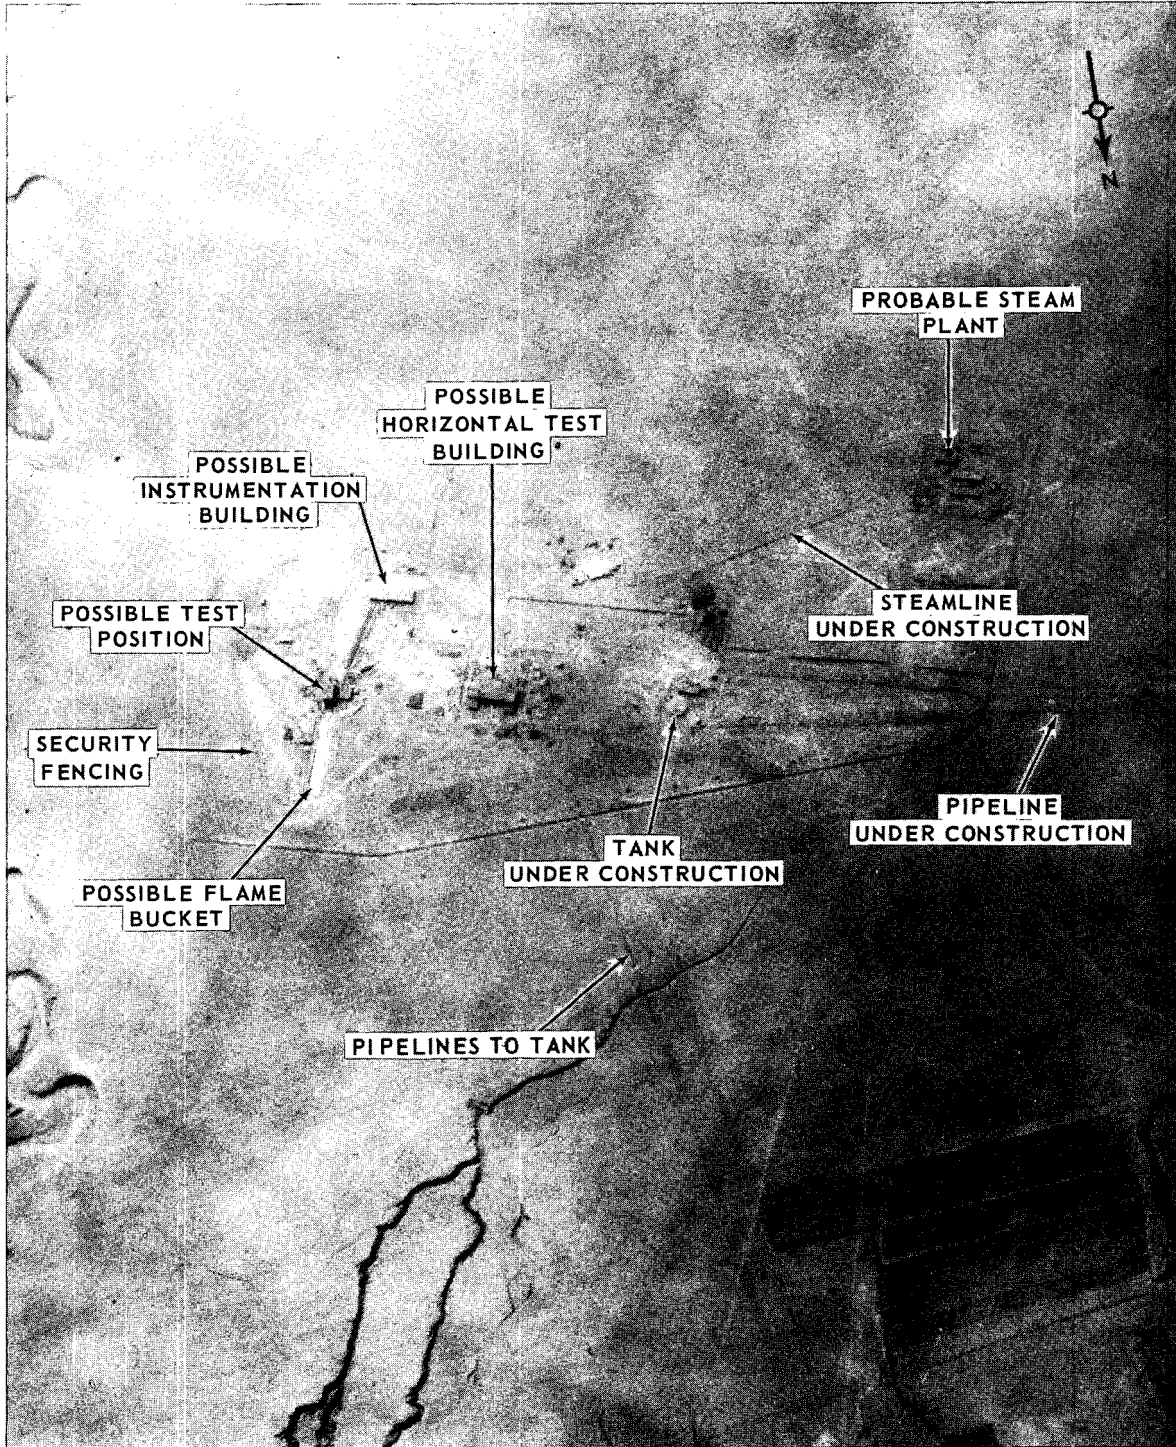 N
PROBABLE STEAM
PLANT
POSSIBLE
HORIZONTAL TEST
BUILDING
POSSIBLE
INSTRUMENTATION
BUILDING
POSSIBLE TEST
POSITION
STEAMLINE
UNDER CONSTRUCTION
SECURITY
FENCING
PIPELINE
UNDER CONSTRUCTION
TANK
UNDER CONSTRUCTION
POSSIBLE FLAME
BUCKET
PIPELINES TO TANK